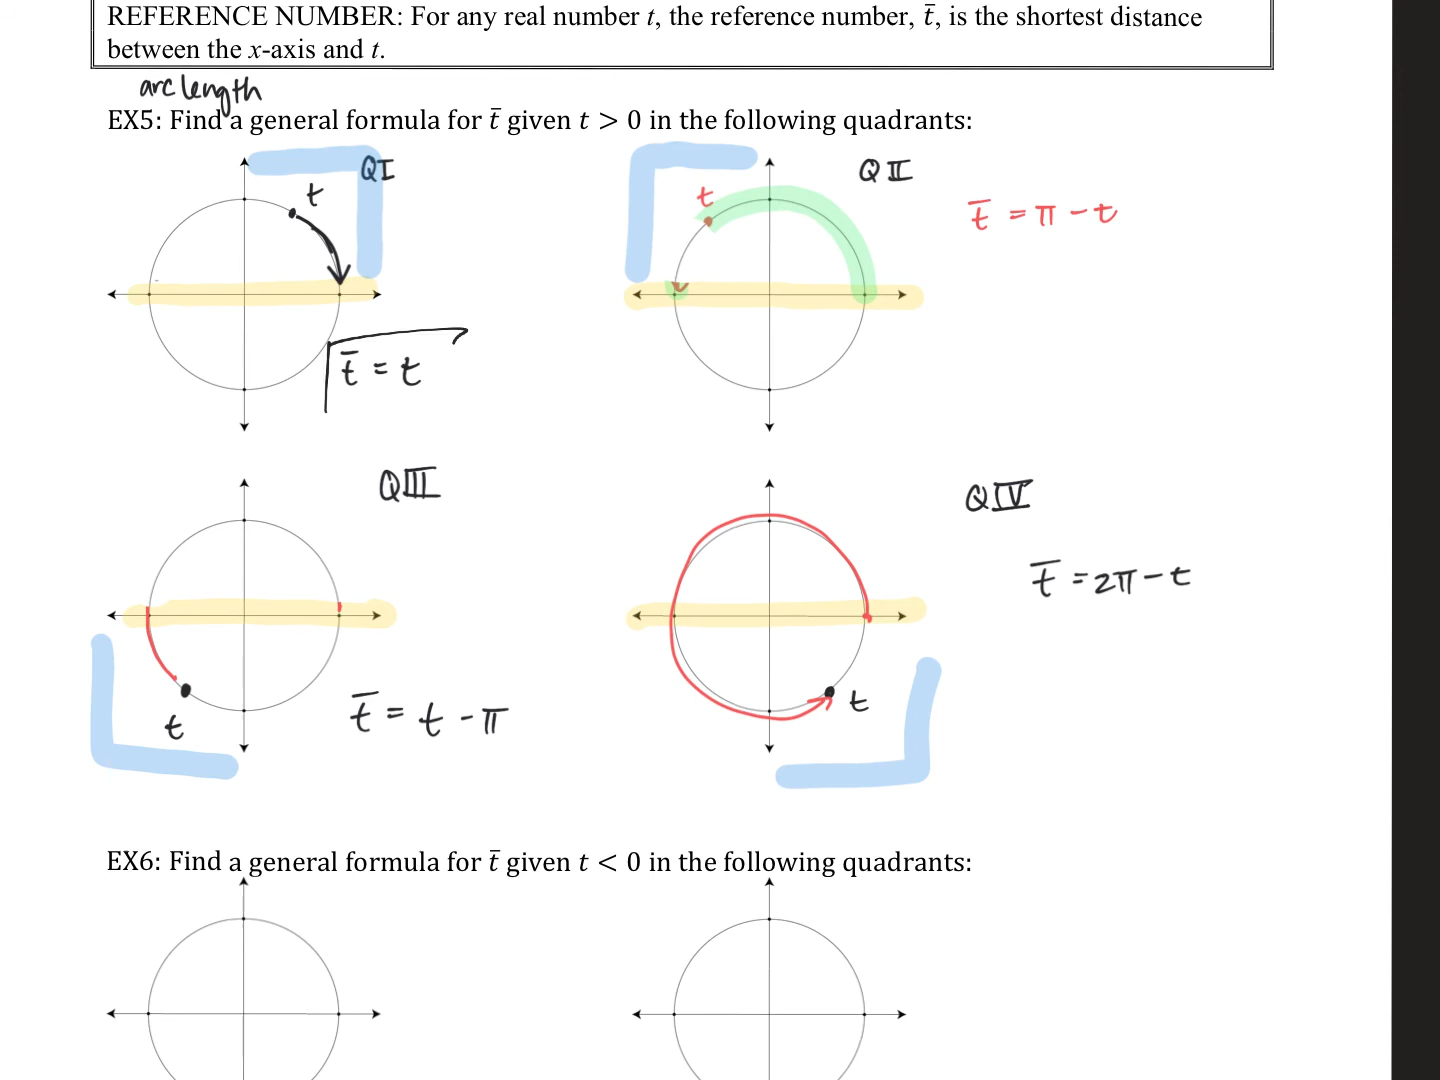 REFERENCE NUMBER: For any real number t, the reference number, t̄, is the shortest distance
between the x-axis and t.
arc length
EX5: Find a general formula for t̄ given t > 0 in the following quadrants:
QI
t
t̄ = t
QII
t
t̄ = π - t
QIII
t
t̄ = t - π
QIV
t
t̄ = 2π - t
EX6: Find a general formula for t̄ given t < 0 in the following quadrants: